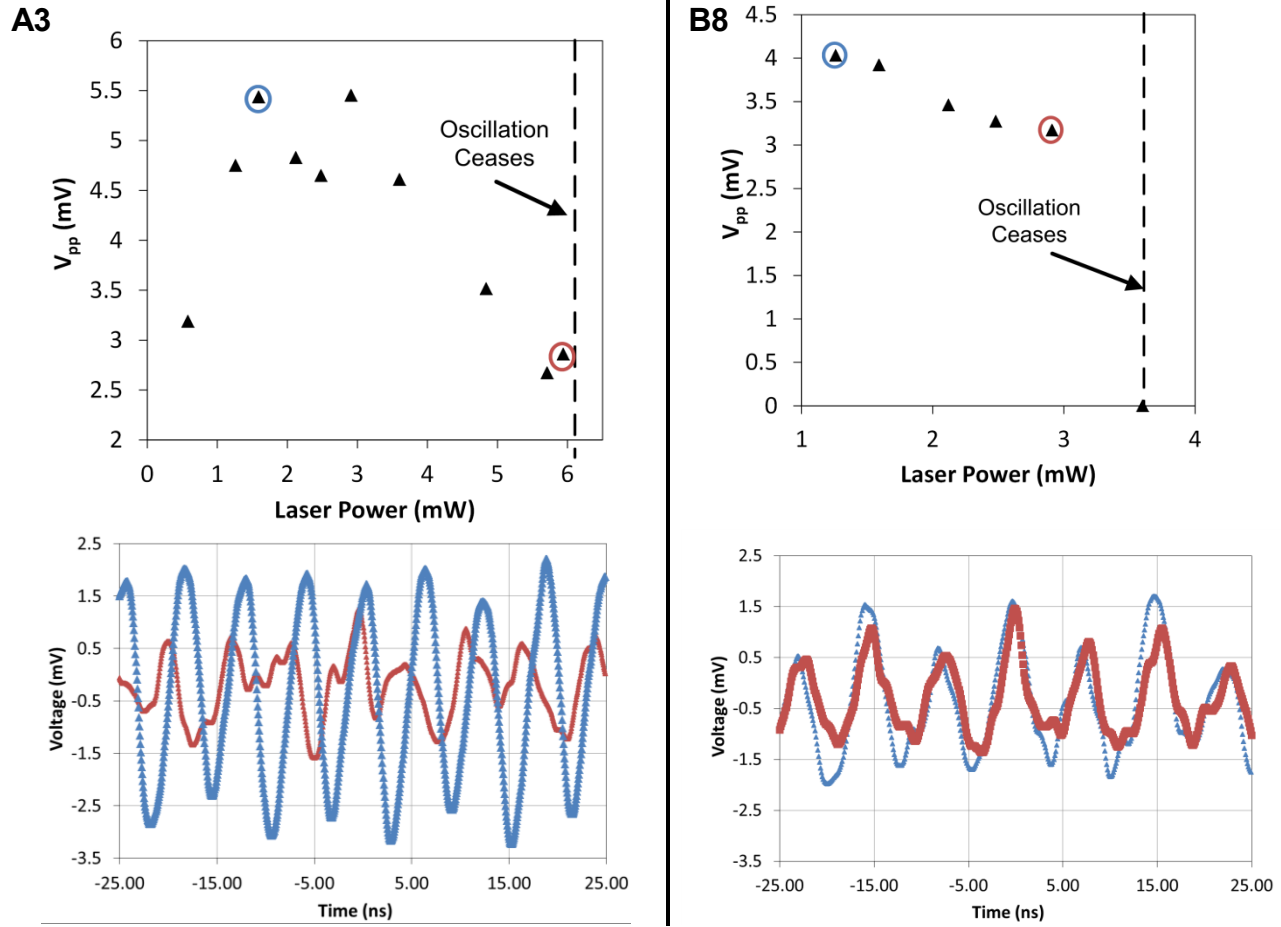 A3
6
5.5
5
4.5
4
3.5
3
2.5
2
V_pp (mV)
Oscillation
Ceases
0 1 2 3 4 5 6
Laser Power (mW)
2.5
1.5
0.5
-0.5
-1.5
-2.5
-3.5
Voltage (mV)
-25.00 -15.00 -5.00 5.00 15.00 25.00
Time (ns)
B8
4.5
4
3.5
3
2.5
2
1.5
1
0.5
0
V_pp (mV)
Oscillation
Ceases
1 2 3 4
Laser Power (mW)
2.5
1.5
0.5
-0.5
-1.5
-2.5
-3.5
Voltage (mV)
-25.00 -15.00 -5.00 5.00 15.00 25.00
Time (ns)